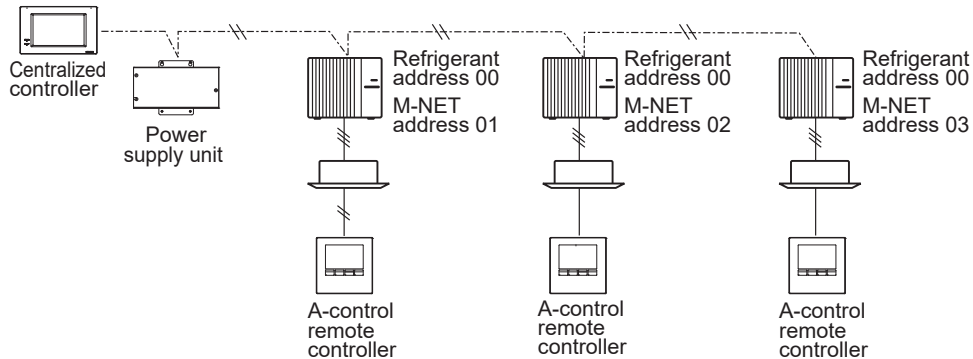 Centralized
controller
Power
supply unit
Refrigerant
address 00
M-NET
address 01
Refrigerant
address 00
M-NET
address 02
Refrigerant
address 00
M-NET
address 03
A-control
remote
controller
A-control
remote
controller
A-control
remote
controller